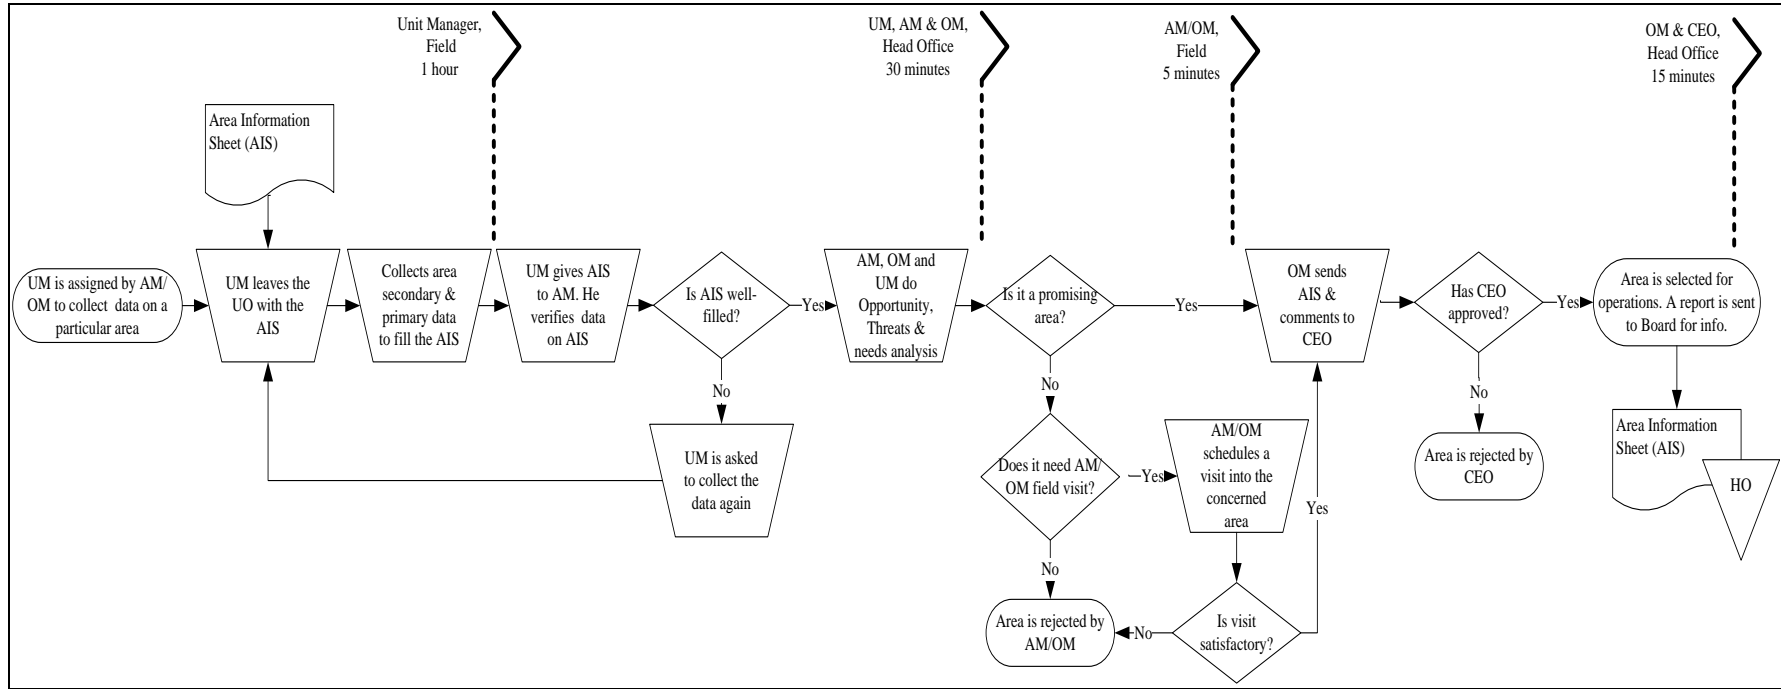 Unit Manager,
Field
1 hour
UM, AM & OM,
Head Office
30 minutes
AM/OM,
Field
5 minutes
OM & CEO,
Head Office
15 minutes
Area Information
Sheet (AIS)
UM is assigned by AM/
OM to collect data on a
particular area
UM leaves the
UO with the
AIS
Collects area
secondary &
primary data
to fill the AIS
UM gives AIS
to AM. He
verifies data
on AIS
Is AIS well-
filled?
Yes
AM, OM and
UM do
Opportunity,
Threats &
needs analysis
Is it a promising
area?
Yes
OM sends
AIS &
comments to
CEO
Has CEO
approved?
Yes
Area is selected for
operations. A report is sent
to Board for info.
No
UM is asked
to collect the
data again
No
Does it need AM/
OM field visit?
Yes
AM/OM
schedules a
visit into the
concerned
area
Yes
No
Area is rejected by
CEO
Area Information
Sheet (AIS)
HO
No
Area is rejected by
AM/OM
No
Is visit
satisfactory?